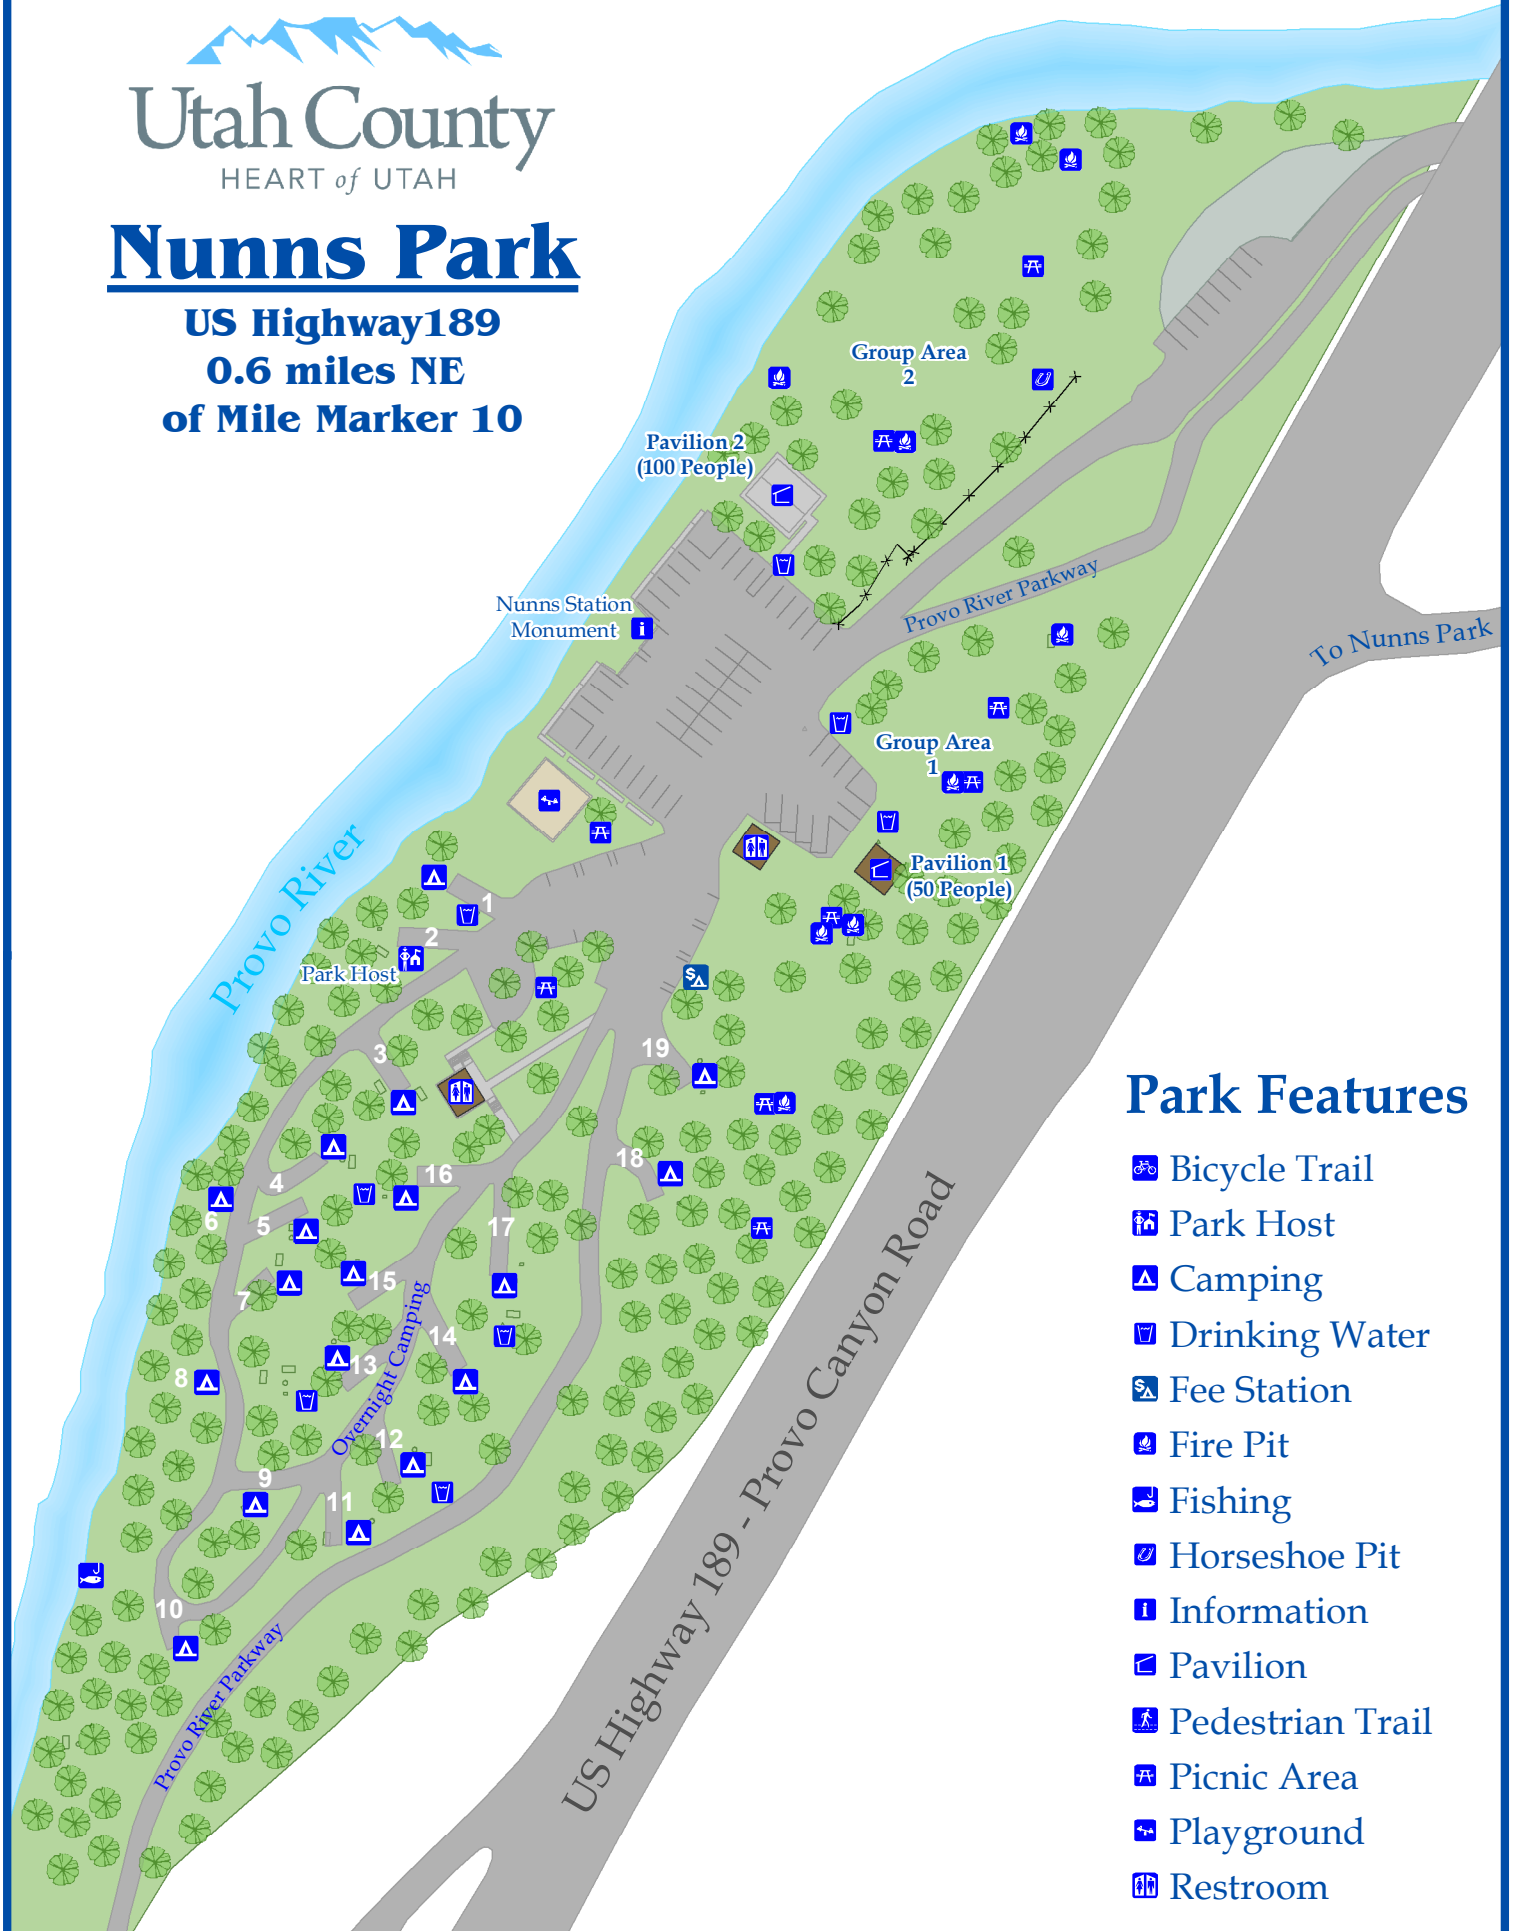 Utah County
HEART of UTAH
Nunns Park
US Highway189
0.6 miles NE
of Mile Marker 10
Group Area
2
Pavilion 2
(100 People)
Nunns Station
Monument
Provo River Parkway
To Nunns Park
Group Area
1
Pavilion 1
(50 People)
Provo River
1
2
Park Host
3
19
4
16
18
6
5
17
15
7
14
13
8
Overnight Camping
12
9
11
10
Provo River Parkway
US Highway 189 - Provo Canyon Road
Park Features
Bicycle Trail
Park Host
Camping
Drinking Water
Fee Station
Fire Pit
Fishing
Horseshoe Pit
Information
Pavilion
Pedestrian Trail
Picnic Area
Playground
Restroom